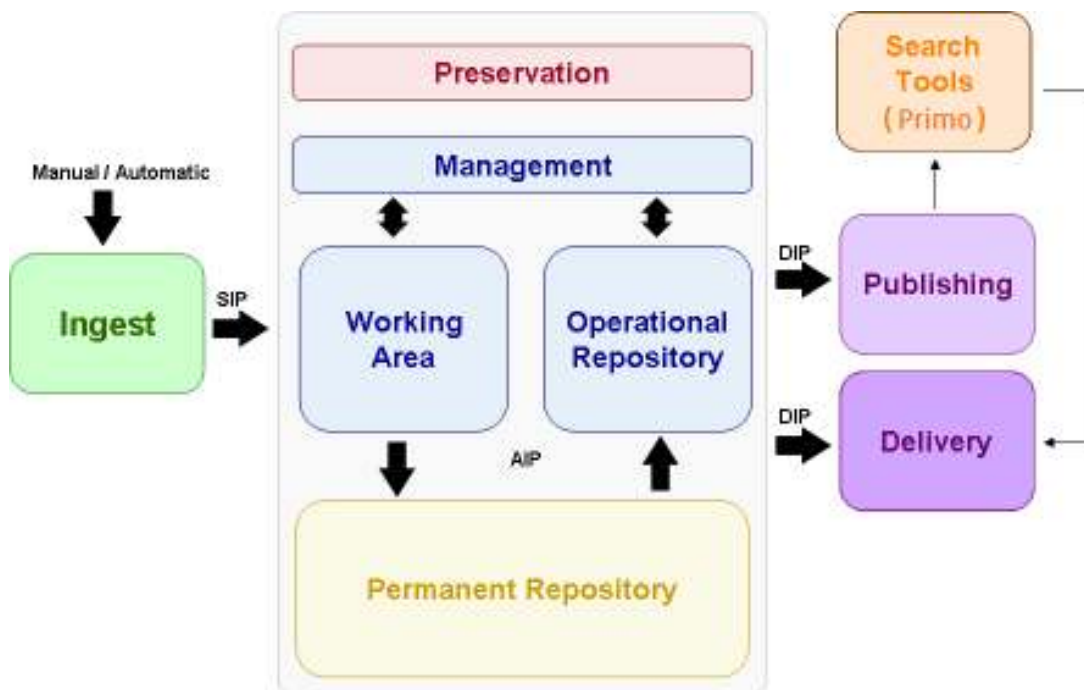 Preservation
Management
Manual / Automatic
Ingest
SIP
Working
Area
Operational
Repository
AIP
Permanent Repository
DIP
Publishing
DIP
Delivery
Search
Tools
(Primo)